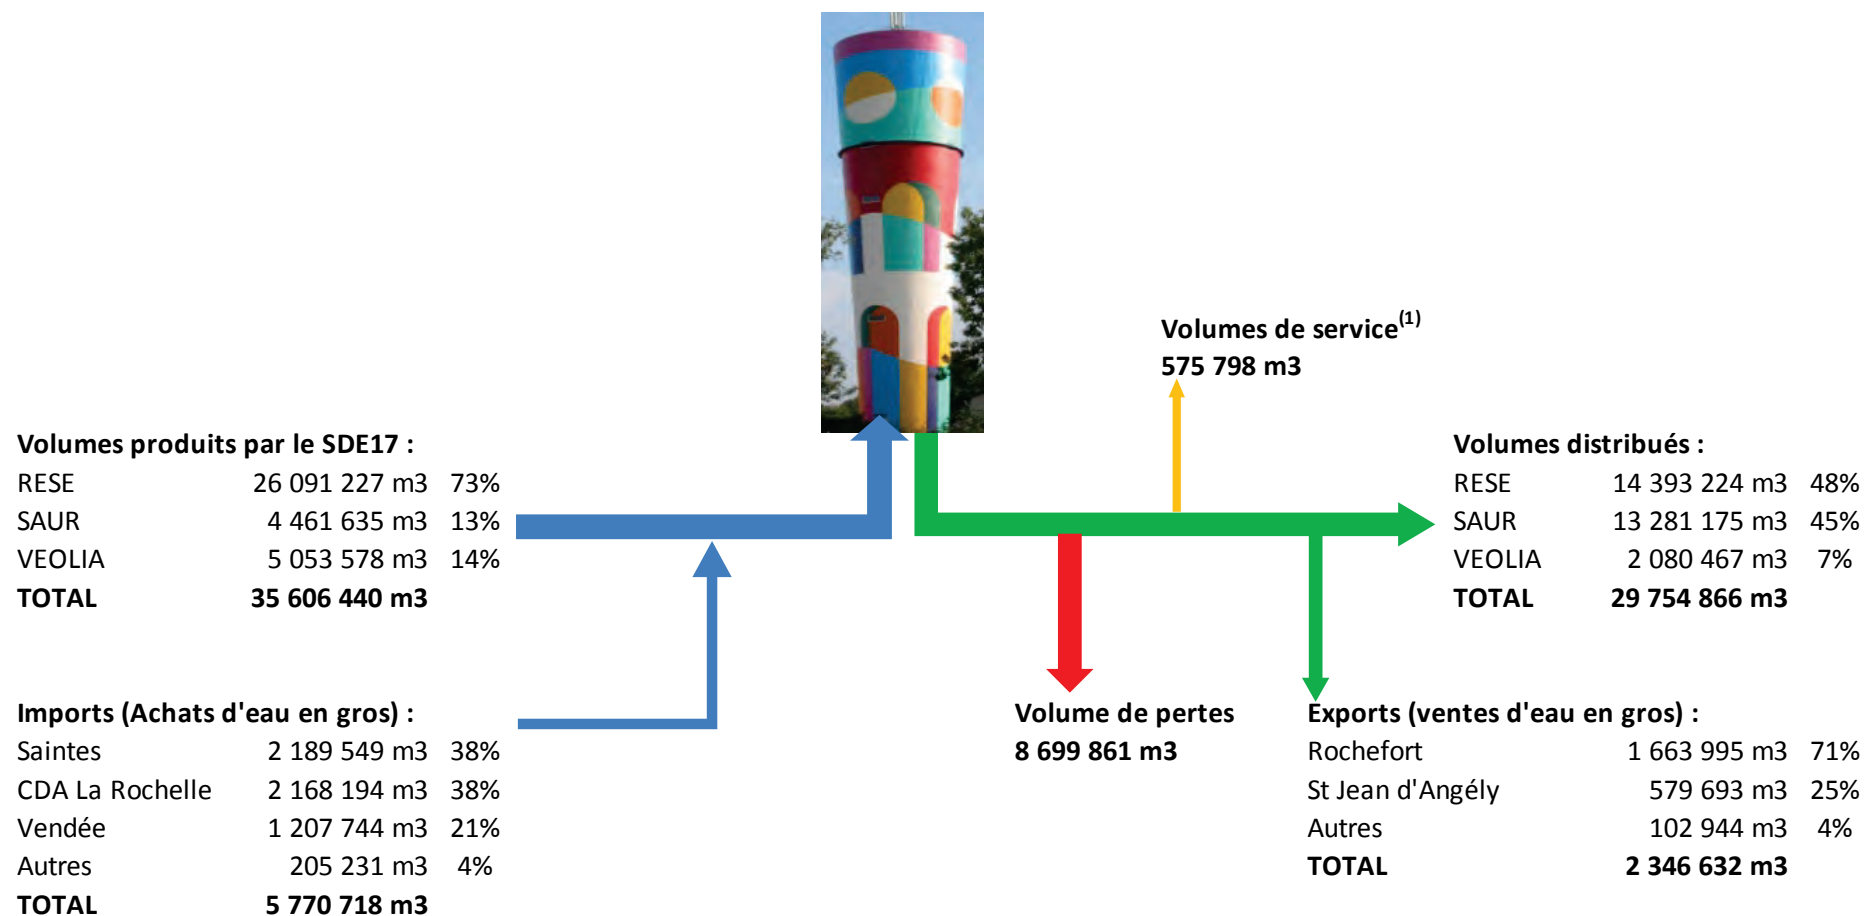 Volumes de service(1)
575 798 m3
Volumes produits par le SDE17 :
RESE 26 091 227 m3 73%
SAUR 4 461 635 m3 13%
VEOLIA 5 053 578 m3 14%
TOTAL 35 606 440 m3
Volumes distribués :
RESE 14 393 224 m3 48%
SAUR 13 281 175 m3 45%
VEOLIA 2 080 467 m3 7%
TOTAL 29 754 866 m3
Imports (Achats d'eau en gros) :
Saintes 2 189 549 m3 38%
CDA La Rochelle 2 168 194 m3 38%
Vendée 1 207 744 m3 21%
Autres 205 231 m3 4%
TOTAL 5 770 718 m3
Volume de pertes
8 699 861 m3
Exports (ventes d'eau en gros) :
Rochefort 1 663 995 m3 71%
St Jean d'Angély 579 693 m3 25%
Autres 102 944 m3 4%
TOTAL 2 346 632 m3